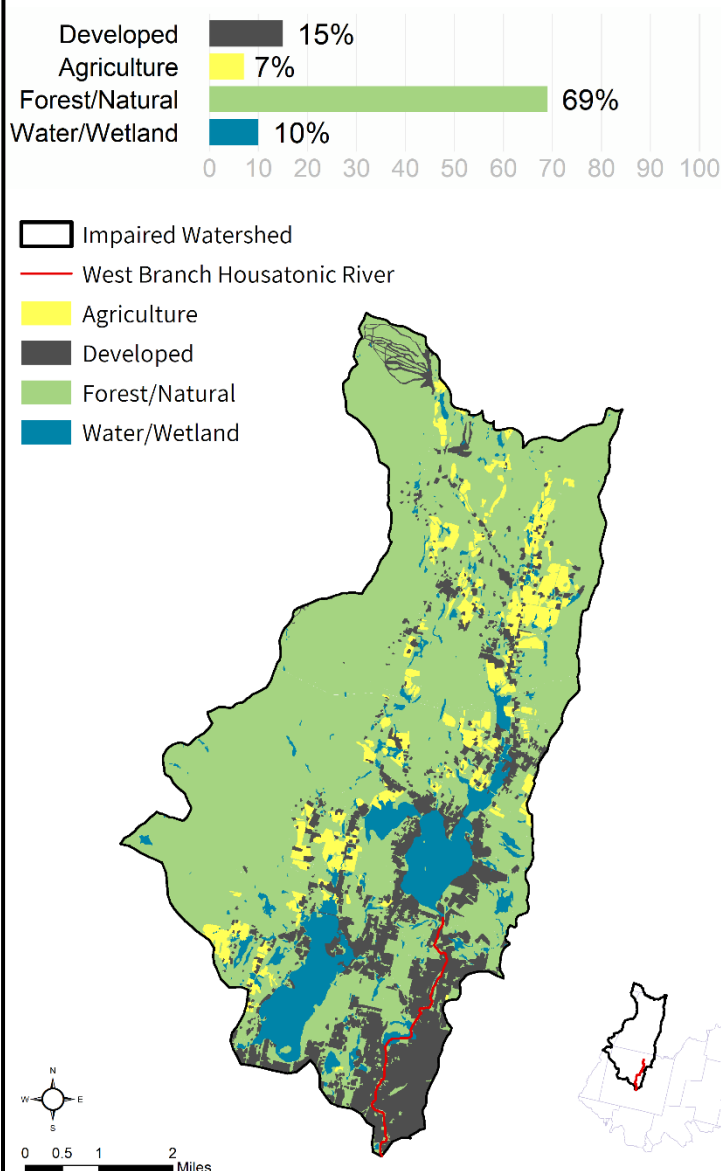 Developed 15%
Agriculture 7%
Forest/Natural 69%
Water/Wetland 10%
0 10 20 30 40 50 60 70 80 90 100
Impaired Watershed
West Branch Housatonic River
Agriculture
Developed
Forest/Natural
Water/Wetland
N
W E
S
0 0.5 1 2
Miles